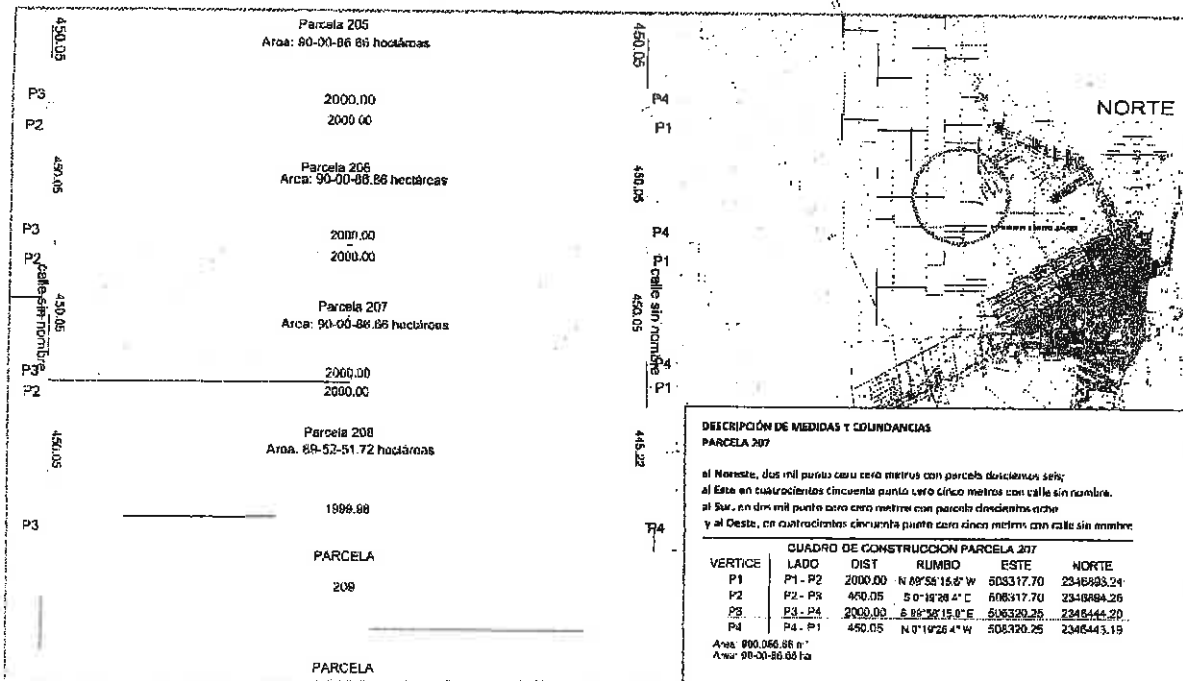 Parcela 205
Area: 90-00-86 86 hectáreas
450.05
450.05
P3
2000.00
P4
P2
2000 00
P1
450.05
Parcela 206
Area: 90-00-86.86 hectáreas
450.05
P3
2000.00
P4
P2
2000.00
P1
calle sin nombre
450.05
Parcela 207
Area: 90-00-86.86 hectáreas
450.05
calle sin nombre
P3
2000.00
P4
P2
2000.00
P1
450.05
Parcela 208
Area. 89-52-51.72 hectáreas
445.22
P3
1999.98
P4
PARCELA
209
PARCELA
NORTE
DESCRIPCIÓN DE MEDIDAS Y COLINDANCIAS
PARCELA 207
al Noreste, dos mil punto cero cero metros con parcela doscientos seis;
al Este en cuatrocientos cincuenta punto cero cinco metros con calle sin nombre.
al Sur, en dos mil punto cero cero metros con parcela doscientos ocho
y al Oeste, en cuatrocientos cincuenta punto cero cinco metros con calle sin nombre
CUADRO DE CONSTRUCCION PARCELA 207
VERTICE LADO DIST RUMBO ESTE NORTE
P1 P1 - P2 2000.00 W
P2 P2 - P3 450.05
P3 P3 - P4 2000.00 E
P4 P4 - P1 450.05 W